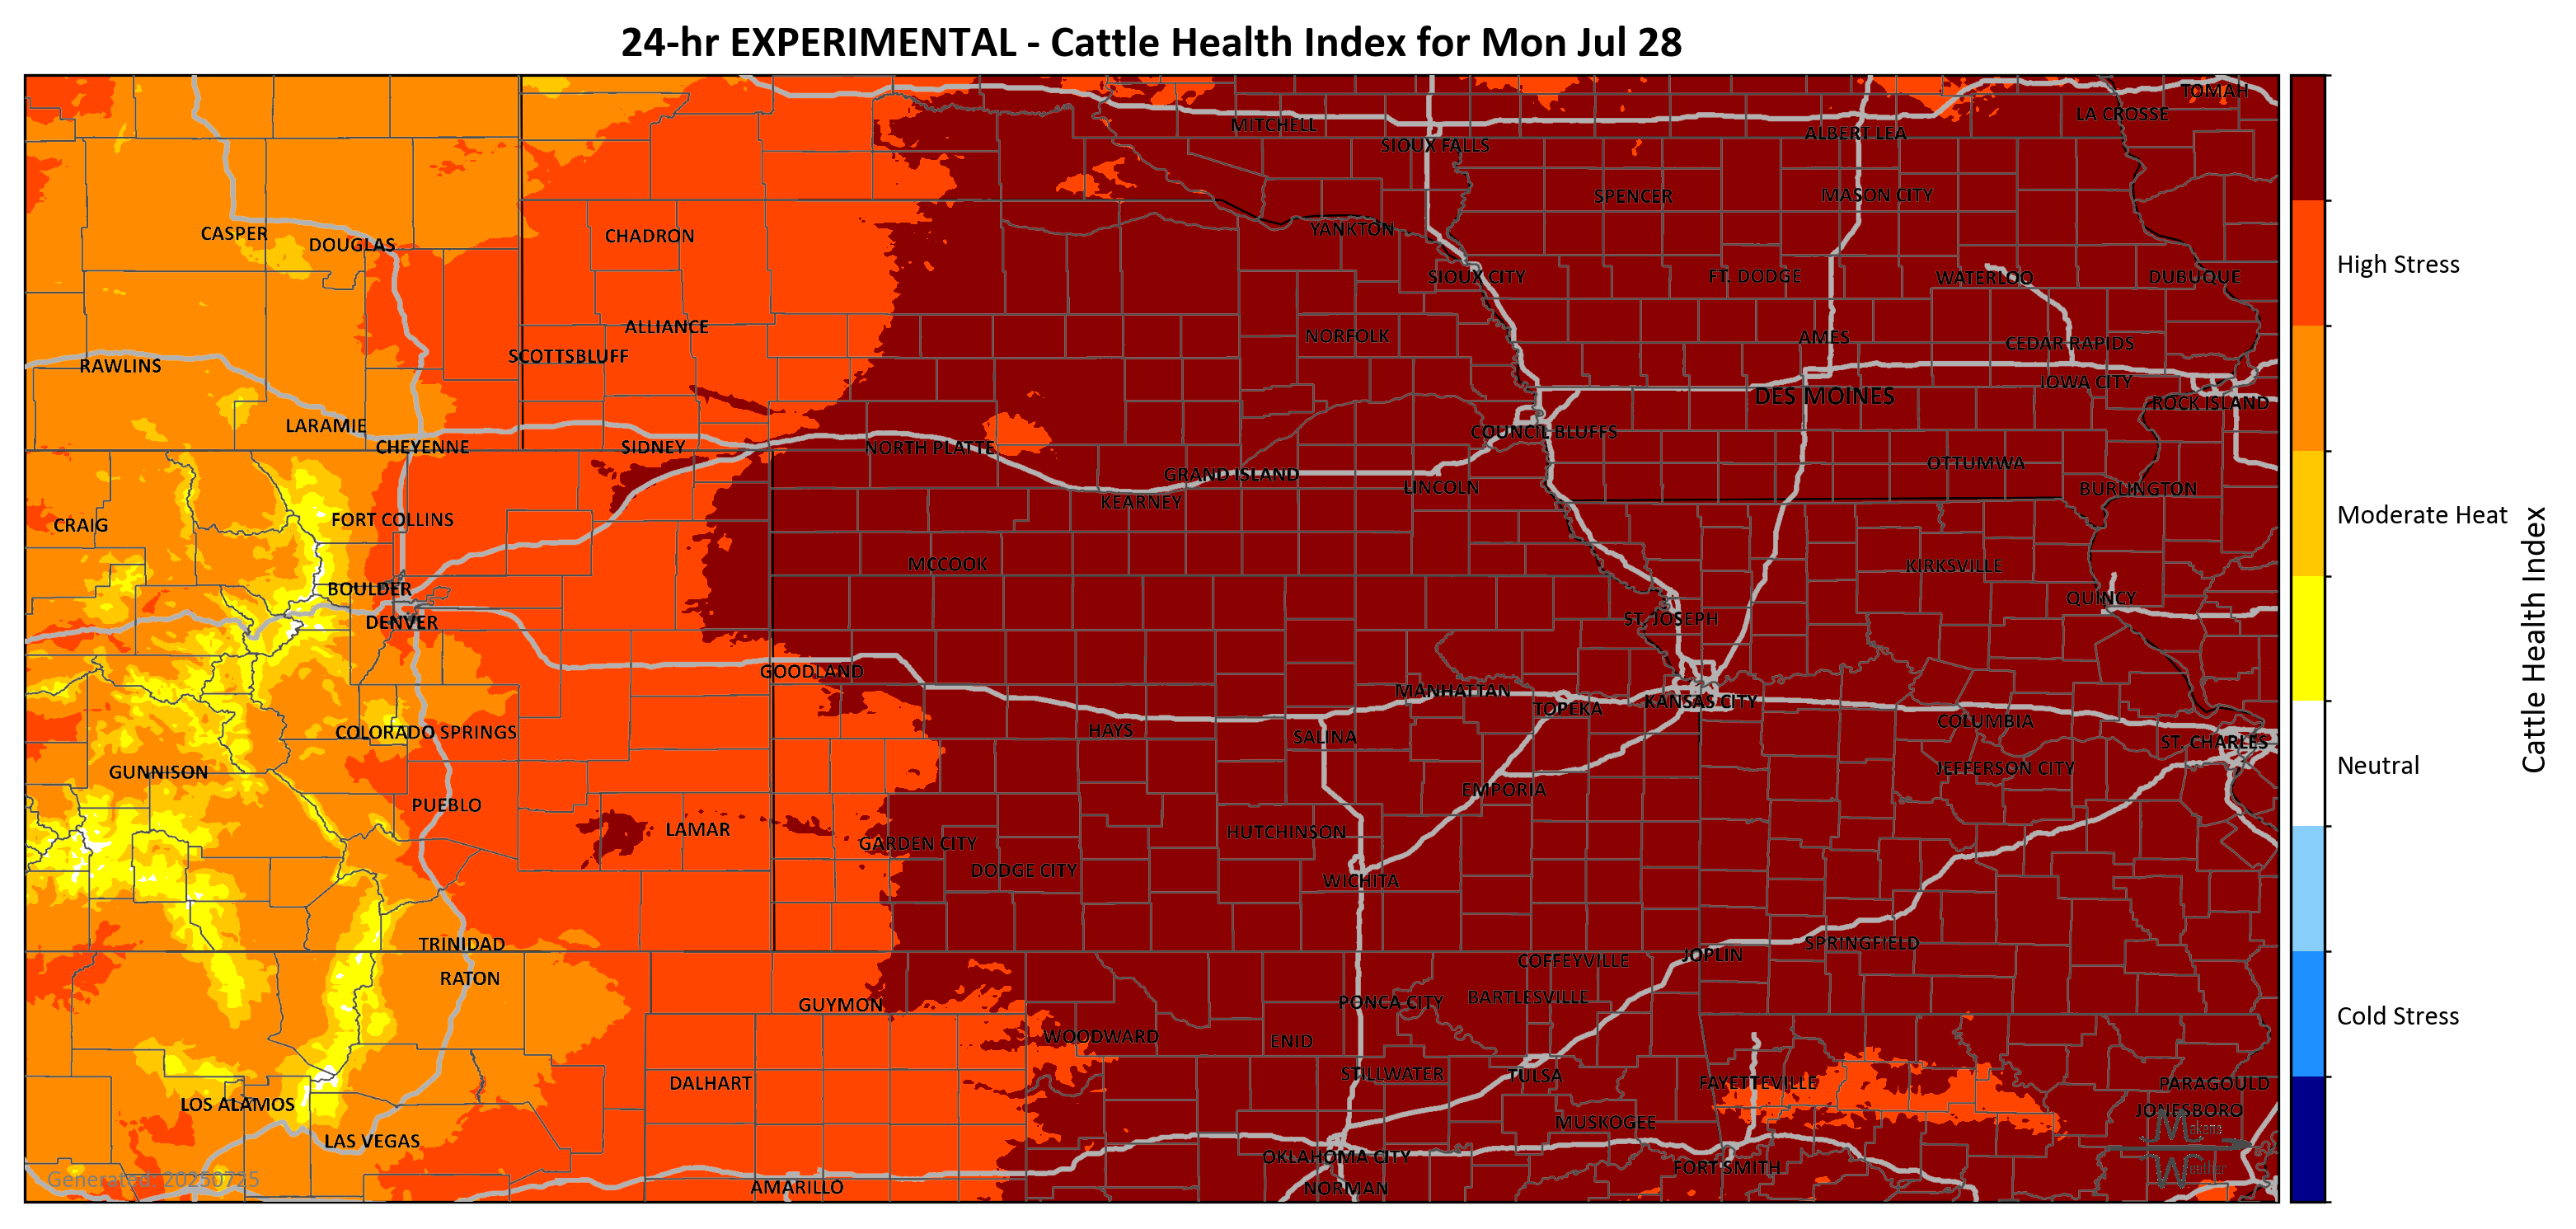 24-hr EXPERIMENTAL - Cattle Health Index for Mon Jul 28
TOMAH
LA CROSSE
MITCHELL
ALBERT LEA
SIOUX FALLS
SPENCER
MASON CITY
CASPER
DOUGLAS
CHADRON
YANKTON
SIOUX CITY
FT. DODGE
WATERLOO
DUBUQUE
High Stress
ALLIANCE
NORFOLK
AMES
CEDAR RAPIDS
SCOTTSBLUFF
RAWLINS
IOWA CITY
DES MOINES
ROCK ISLAND
LARAMIE
COUNCIL BLUFFS
CHEYENNE
SIDNEY
NORTH PLATTE
OTTUMWA
GRAND ISLAND
LINCOLN
BURLINGTON
KEARNEY
Moderate Heat
CRAIG
FORT COLLINS
MCCOOK
KIRKSVILLE
BOULDER
QUINCY
DENVER
ST. JOSEPH
Cattle Health Index
GOODLAND
MANHATTAN
TOPEKA
KANSAS CITY
COLORADO SPRINGS
HAYS
SALINA
COLUMBIA
ST. CHARLES
GUNNISON
JEFFERSON CITY
Neutral
PUEBLO
EMPORIA
LAMAR
GARDEN CITY
HUTCHINSON
DODGE CITY
WICHITA
TRINIDAD
SPRINGFIELD
RATON
COFFEYVILLE
JOPLIN
GUYMON
PONCA CITY
BARTLESVILLE
Cold Stress
WOODWARD
ENID
DALHART
STILLWATER
TULSA
FAYETTEVILLE
PARAGOULD
LOS ALAMOS
JONESBORO
LAS VEGAS
MUSKOGEE
Makens
Weather
OKLAHOMA CITY
FORT SMITH
Generated: 20250725
AMARILLO
NORMAN